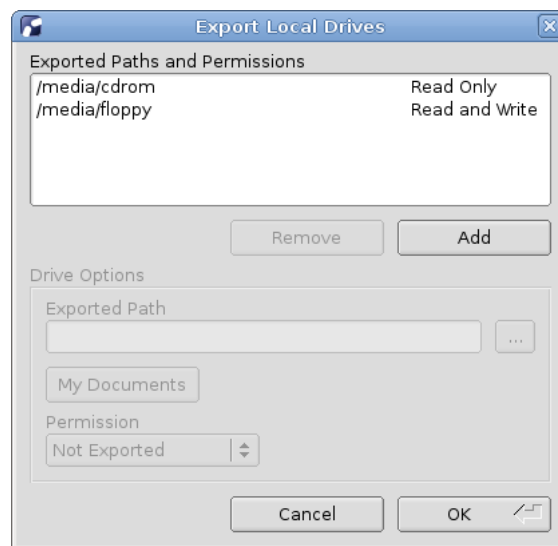 Export Local Drives
Exported Paths and Permissions
/media/cdrom Read Only
/media/floppy Read and Write
Remove Add
Drive Options
Exported Path
...
My Documents
Permission
Not Exported
Cancel OK